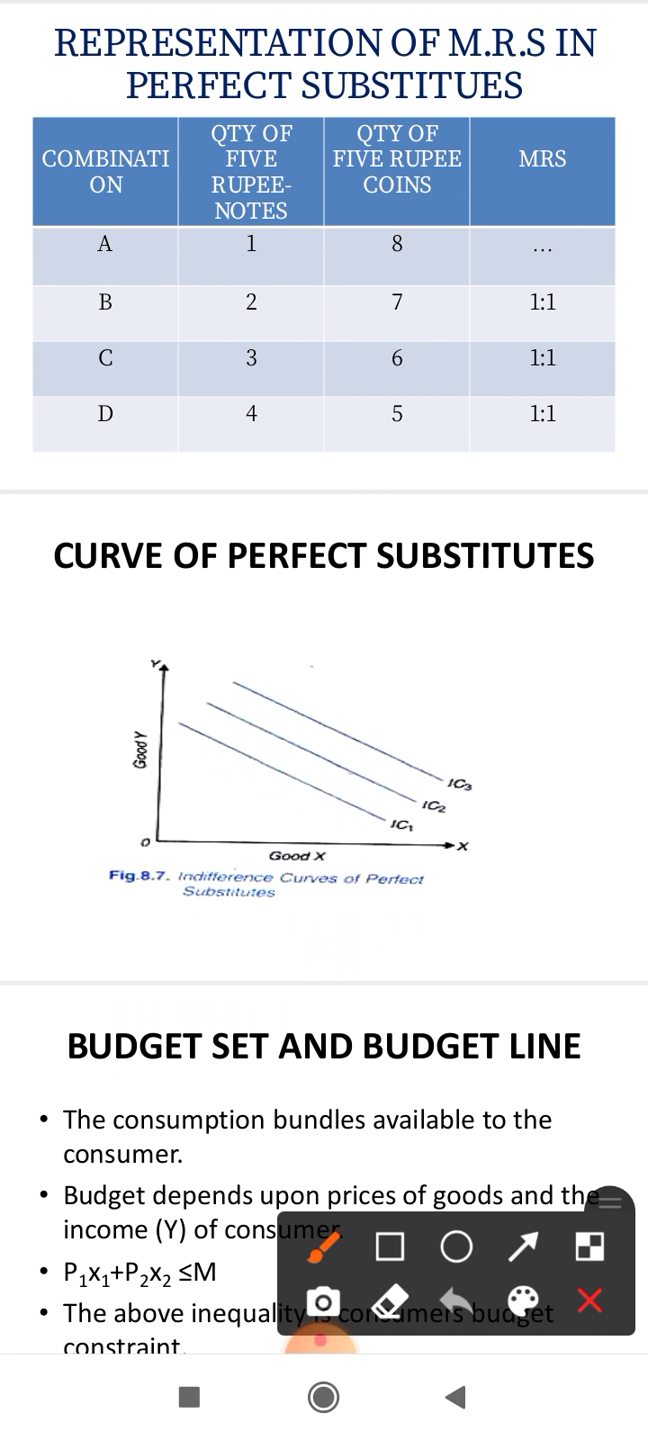 REPRESENTATION OF M.R.S IN
PERFECT SUBSTITUES
COMBINATI
ON
QTY OF
FIVE
RUPEE-
NOTES
QTY OF
FIVE RUPEE
COINS
MRS
A 1 8 ...
B 2 7 1:1
C 3 6 1:1
D 4 5 1:1
CURVE OF PERFECT SUBSTITUTES
Y
Good Y
IC3
IC2
IC1
O
X
Good X
Fig.8.7. Indifference Curves of Perfect
Substitutes
BUDGET SET AND BUDGET LINE
• The consumption bundles available to the
consumer.
• Budget depends upon prices of goods and the
income (Y) of consumer.
• P₁x₁+P₂x₂ ≤M
• The above inequality is consumers budget
constraint.